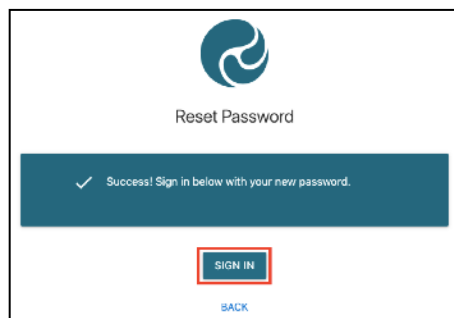 Reset Password
Success! Sign in below with your new password.
SIGN IN
BACK